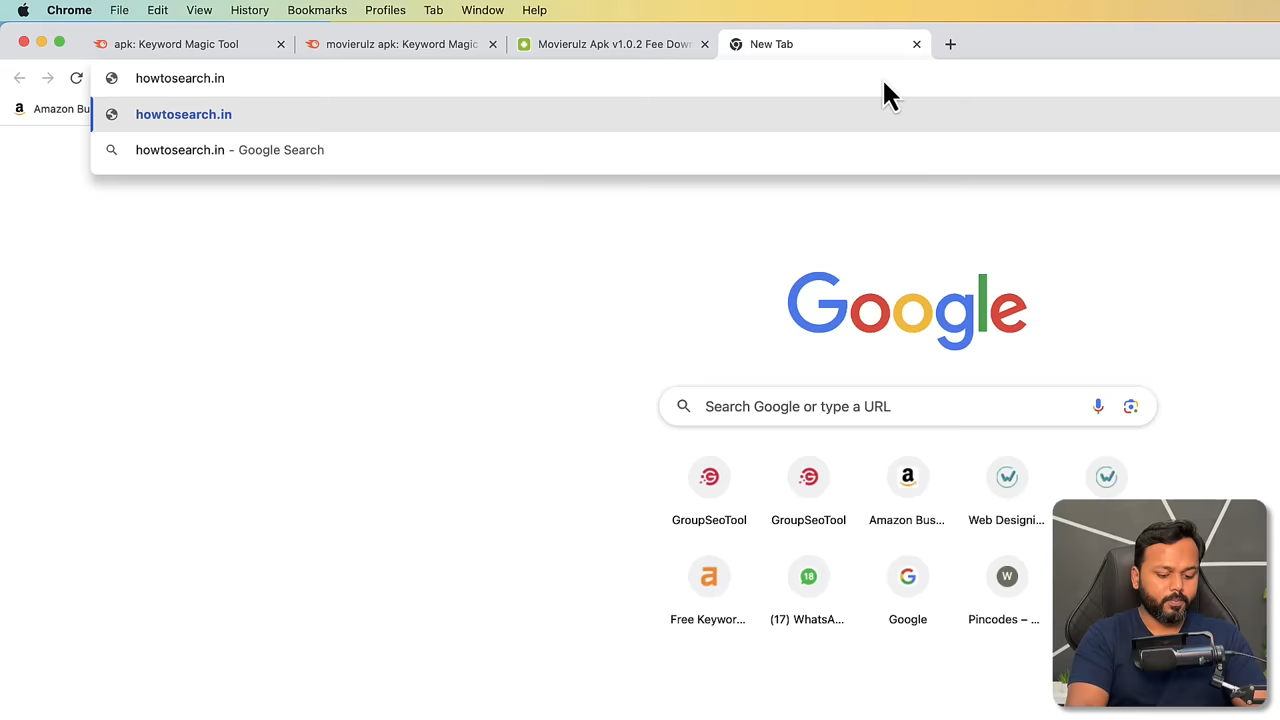 Chrome File Edit View History Bookmarks Profiles Tab Window Help
apk: Keyword Magic Tool
movierulz apk: Keyword Magic
Movierulz Apk v1.0.2 Fee Dow
New Tab
howtosearch.in
Amazon Bu
howtosearch.in
howtosearch.in - Google Search
Google
Search Google or type a URL
GroupSeoTool GroupSeoTool Amazon Bus... Web Designi...
18
W
Free Keywor... (17) WhatsA... Google Pincodes – ...